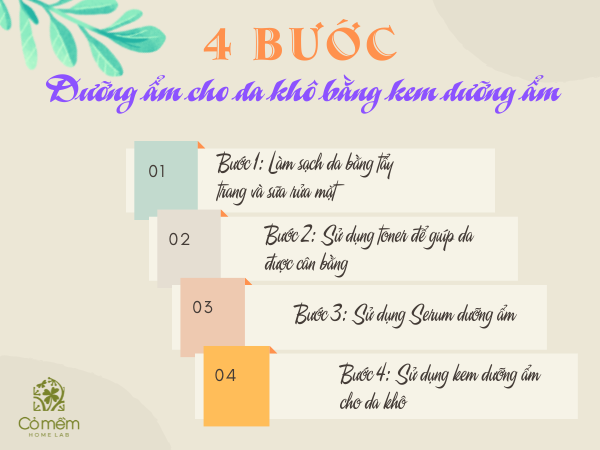 4 BƯỚC
Dưỡng ẩm cho da khô bằng kem dưỡng ẩm
01
Bước 1: Làm sạch da bằng tẩy
trang và sữa rửa mặt
02
Bước 2: Sử dụng toner để guíp da
được cân bằng
03
Bước 3: Sử dụng Serum dưỡng ẩm
04
Bước 4: Sử dụng kem dưỡng ẩm
cho da khô
Cỏ mềm
HOME LAB